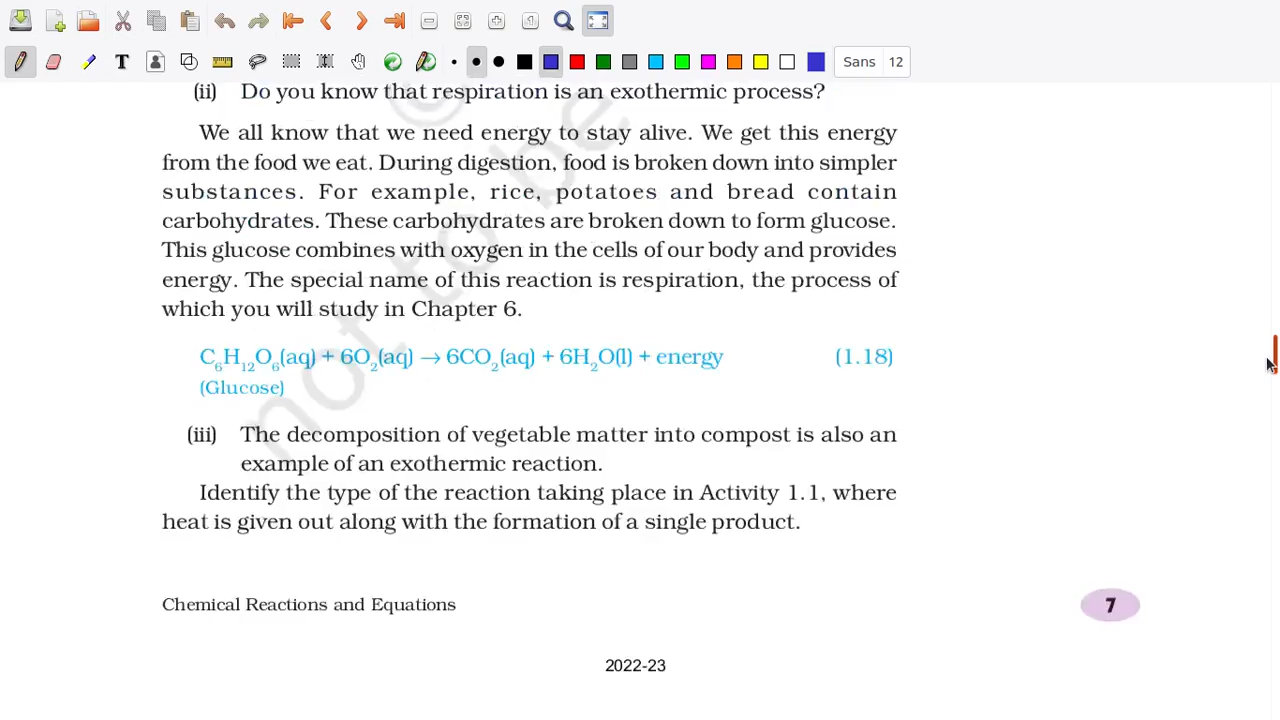 Sans 12
(ii) Do you know that respiration is an exothermic process?
We all know that we need energy to stay alive. We get this energy
from the food we eat. During digestion, food is broken down into simpler
substances. For example, rice, potatoes and bread contain
carbohydrates. These carbohydrates are broken down to form glucose.
This glucose combines with oxygen in the cells of our body and provides
energy. The special name of this reaction is respiration, the process of
which you will study in Chapter 6.
C₆H₁₂O₆(aq) + 6O₂(aq) → 6CO₂(aq) + 6H₂O(l) + energy (1.18)
(Glucose)
(iii) The decomposition of vegetable matter into compost is also an
example of an exothermic reaction.
Identify the type of the reaction taking place in Activity 1.1, where
heat is given out along with the formation of a single product.
Chemical Reactions and Equations 7
2022-23
not to be
©